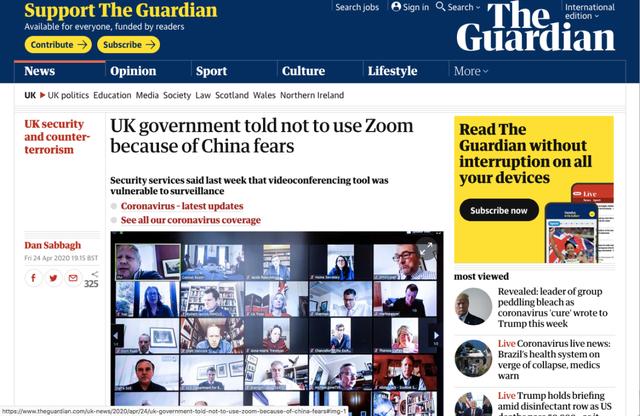 Support The Guardian
Available for everyone, funded by readers
Contribute →
Subscribe →
Search jobs
Sign in
Search
International
edition
The
Guardian
News
Opinion
Sport
Culture
Lifestyle
More
UK
UK politics
Education
Media
Society
Law
Scotland
Wales
Northern Ireland
UK security
and counter-
terrorism
UK government told not to use Zoom
because of China fears
Security services said last week that videoconferencing tool was
vulnerable to surveillance
Coronavirus – latest updates
See all our coronavirus coverage
Dan Sabbagh
Fri 24 Apr 2020 19.15 BST
325
Read The
Guardian without
interruption on all
your devices
Subscribe now
most viewed
Revealed: leader of group
peddling bleach as
coronavirus 'cure' wrote to
Trump this week
Live Coronavirus live news:
Brazil's health system on
verge of collapse, medics
warn
Live Trump holds briefing
amid disinfectant row as US
https://www.theguardian.com/uk-news/2020/apr/24/uk-government-told-not-to-use-zoom-because-of-china-fears#img-1